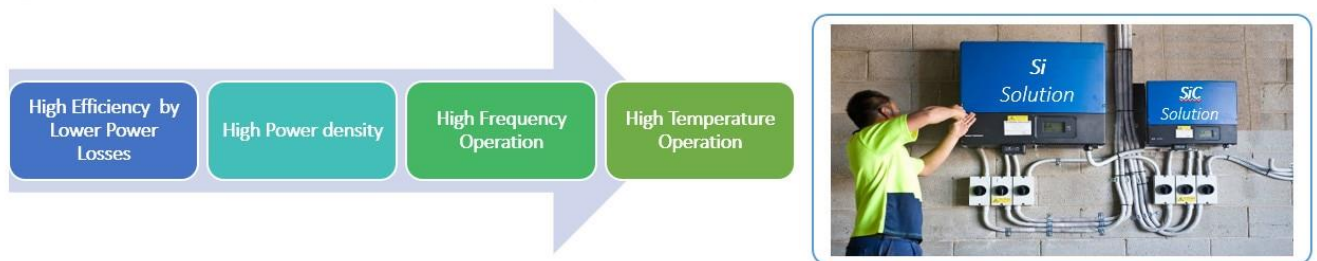 High Efficiency by
Lower Power
Losses
High Power density
High Frequency
Operation
High Temperature
Operation
Si
Solution
SiC
Solution